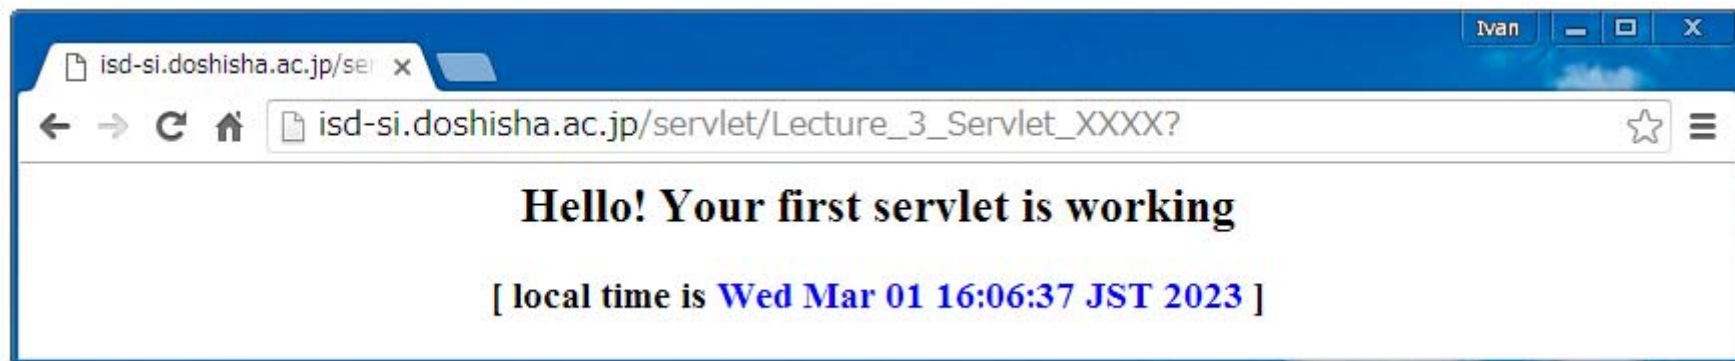 Ivan
isd-si.doshisha.ac.jp/se
isd-si.doshisha.ac.jp/servlet/Lecture_3_Servlet_XXXX?
Hello! Your first servlet is working
[ local time is Wed Mar 01 16:06:37 JST 2023 ]